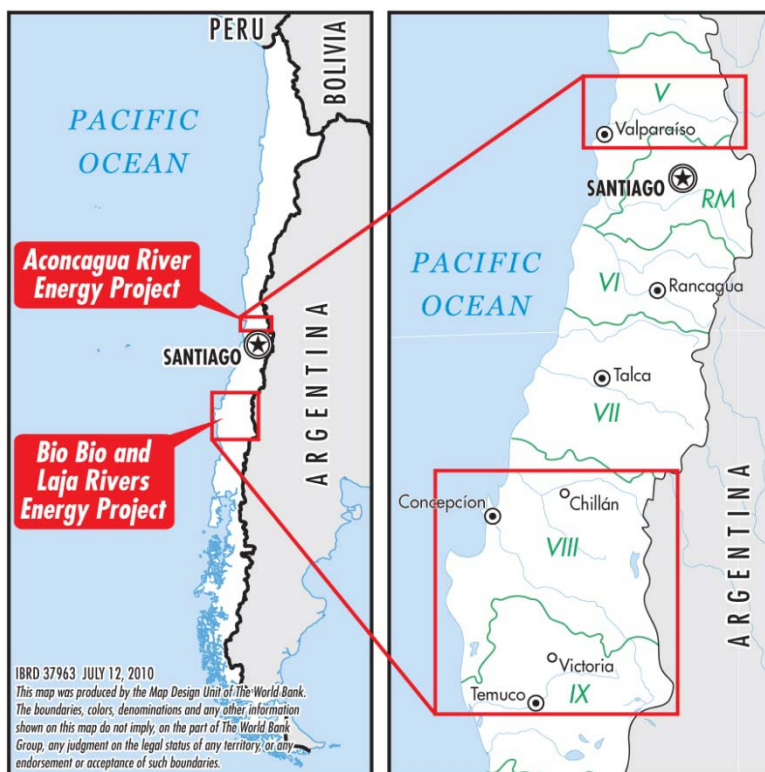 PERU
BOLIVIA
PACIFIC
OCEAN
Aconcagua River
Energy Project
SANTIAGO
ARGENTINA
Bio Bio and
Laja Rivers
Energy Project
IBRD 37963 JULY 12, 2010
This map was produced by the Map Design Unit of The World Bank.
The boundaries, colors, denominations and any other information
shown on this map do not imply, on the part of The World Bank
Group, any judgment on the legal status of any territory, or any
endorsement or acceptance of such boundaries.
V
Valparaíso
SANTIAGO
RM
PACIFIC
OCEAN
VI
Rancagua
Talca
VII
Concepcíon
Chillán
VIII
ARGENTINA
Victoria
Temuco
IX